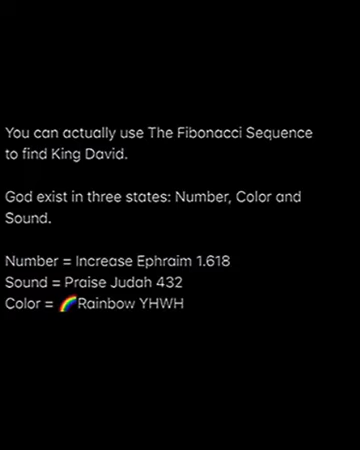 You can actually use The Fibonacci Sequence
to find King David.
God exist in three states: Number, Color and
Sound.
Number = Increase Ephraim 1.618
Sound = Praise Judah 432
Color = 🌈Rainbow YHWH